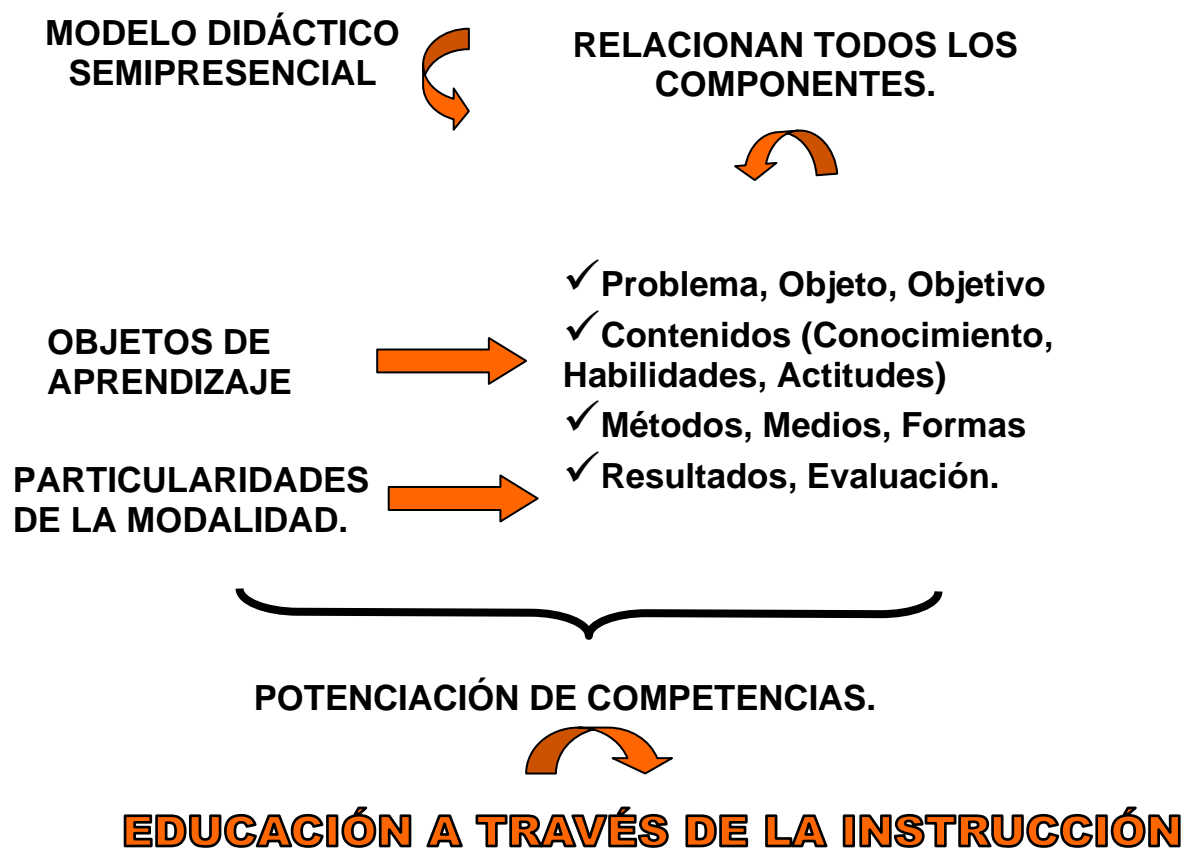 MODELO DIDÁCTICO
SEMIPRESENCIAL
RELACIONAN TODOS LOS
COMPONENTES.
OBJETOS DE
APRENDIZAJE
PARTICULARIDADES
DE LA MODALIDAD.
✓Problema, Objeto, Objetivo
✓Contenidos (Conocimiento,
Habilidades, Actitudes)
✓Métodos, Medios, Formas
✓Resultados, Evaluación.
POTENCIACIÓN DE COMPETENCIAS.
EDUCACIÓN A TRAVÉS DE LA INSTRUCCIÓN